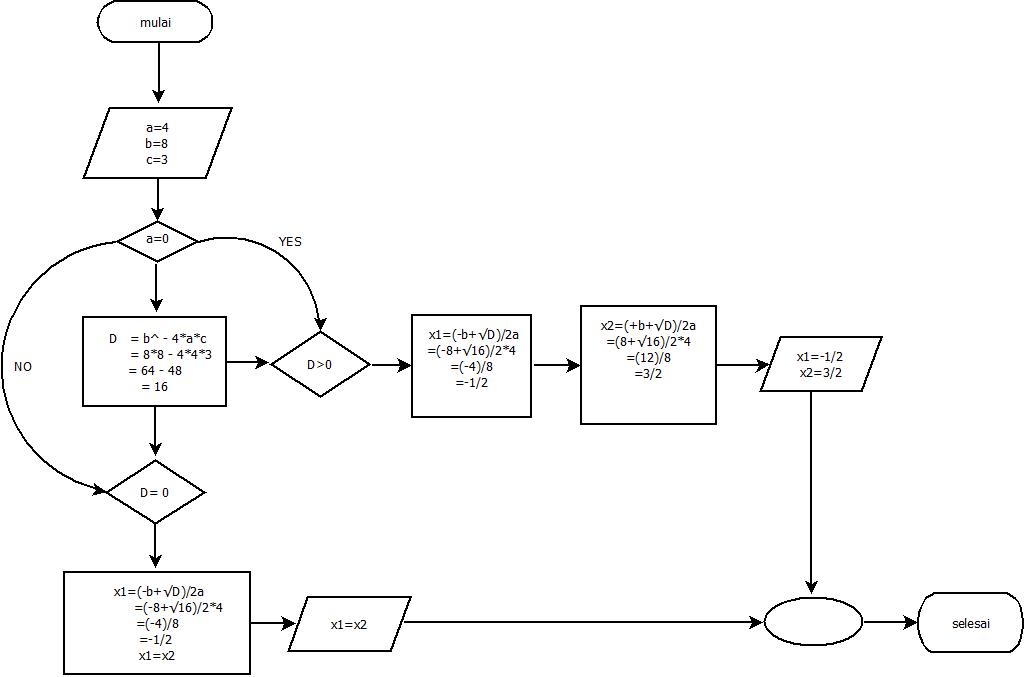 mulai
a=4
b=8
c=3
a=0
YES
NO
D = b^ - 4*a*c
= 8*8 - 4*4*3
= 64 - 48
= 16
D>0
x1=(-b+√D)/2a
=(-8+√16)/2*4
=(-4)/8
=-1/2
x2=(+b+√D)/2a
=(8+√16)/2*4
=(12)/8
=3/2
x1=-1/2
x2=3/2
D= 0
x1=(-b+√D)/2a
=(-8+√16)/2*4
=(-4)/8
=-1/2
x1=x2
x1=x2
selesai